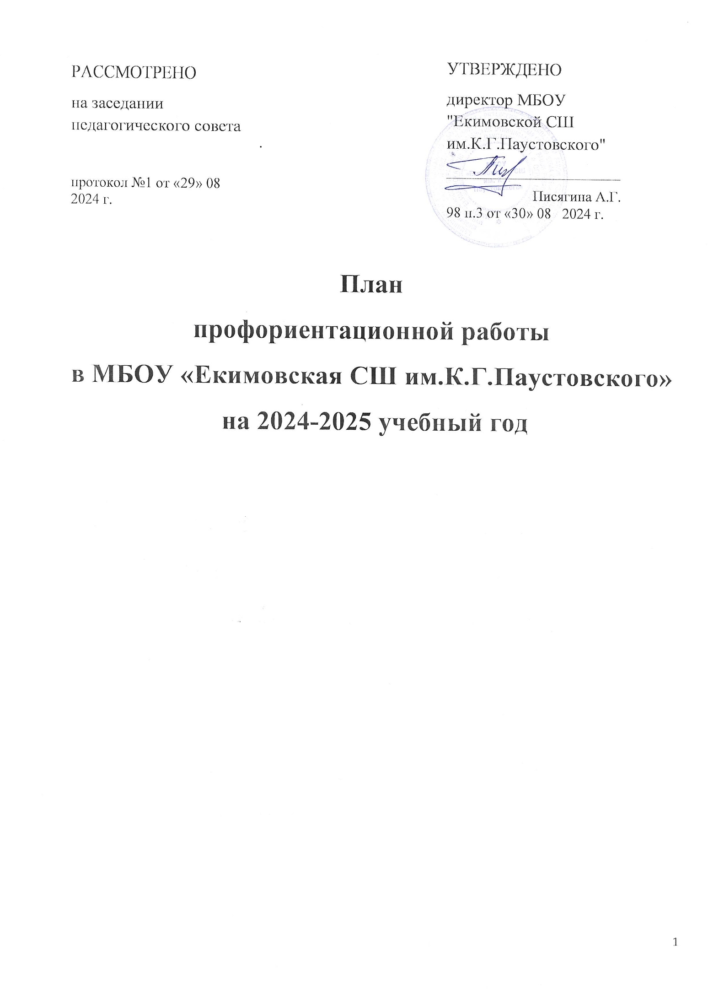 РАССМОТРЕНО
на заседании
педагогического совета
протокол №1 от «29» 08
2024 г.
УТВЕРЖДЕНО
директор МБОУ
"Екимовской СШ
им.К.Г.Паустовского"
Писягина А.Г.
98 п.3 от «30» 08 2024 г.
План
профориентационной работы
в МБОУ «Екимовская СШ им.К.Г.Паустовского»
на 2024-2025 учебный год
1